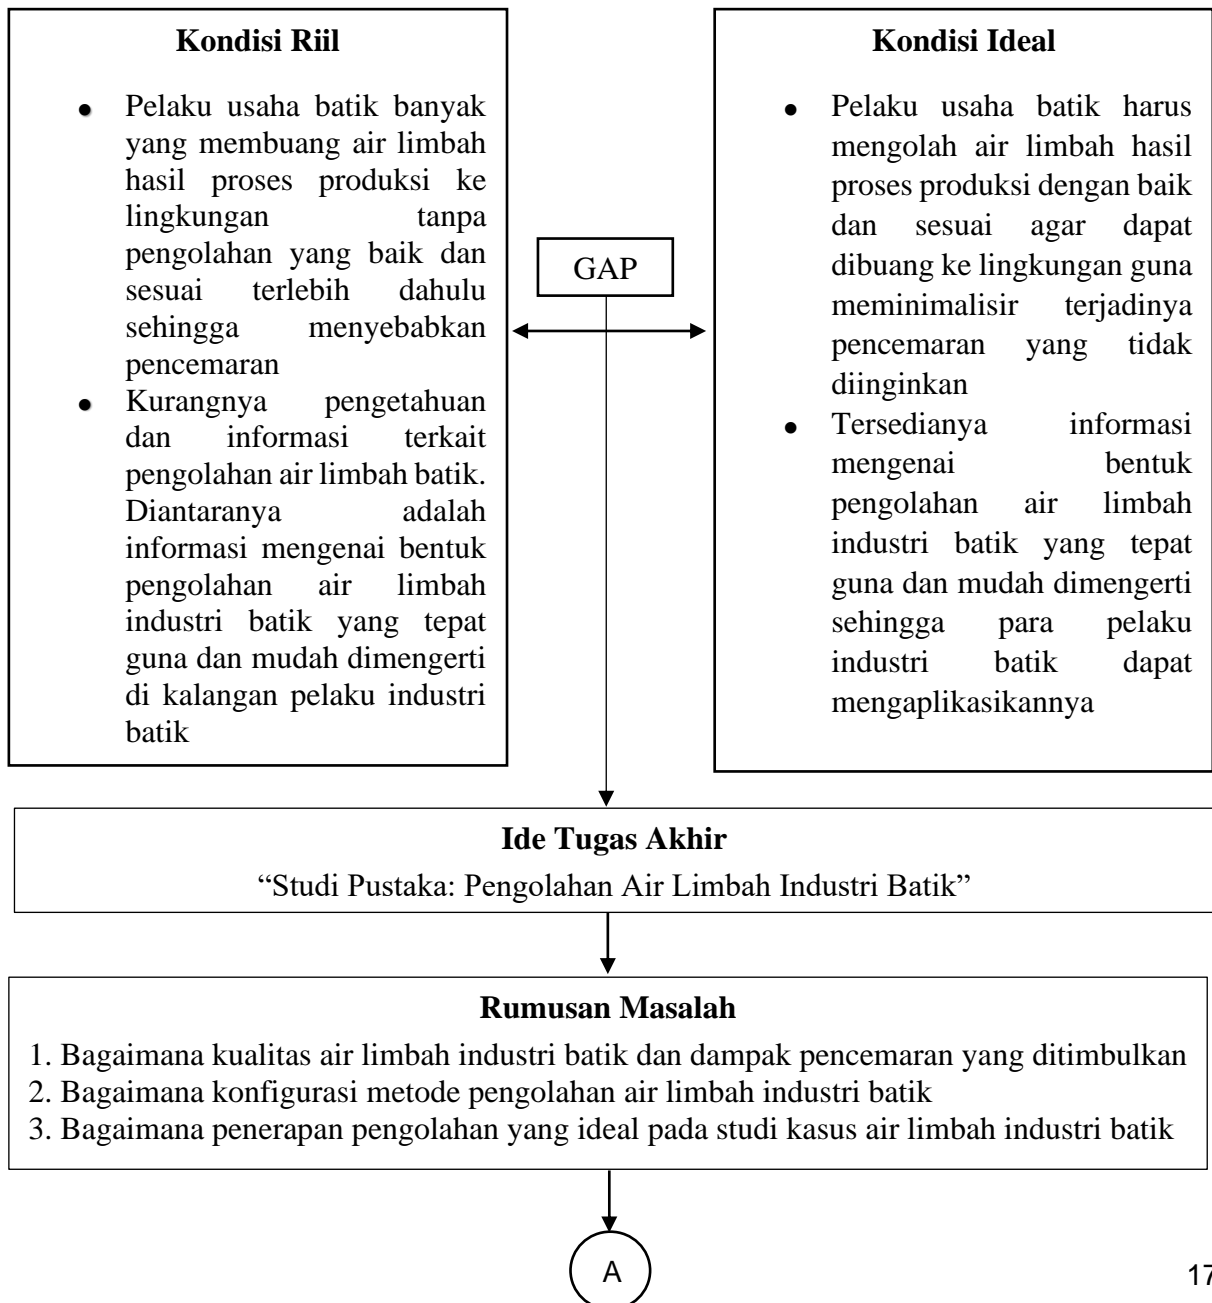 Kondisi Riil
● Pelaku usaha batik banyak
yang membuang air limbah
hasil proses produksi ke
lingkungan tanpa
pengolahan yang baik dan
sesuai terlebih dahulu
sehingga menyebabkan
pencemaran
● Kurangnya pengetahuan
dan informasi terkait
pengolahan air limbah batik.
Diantaranya adalah
informasi mengenai bentuk
pengolahan air limbah
industri batik yang tepat
guna dan mudah dimengerti
di kalangan pelaku industri
batik
GAP
Kondisi Ideal
● Pelaku usaha batik harus
mengolah air limbah hasil
proses produksi dengan baik
dan sesuai agar dapat
dibuang ke lingkungan guna
meminimalisir terjadinya
pencemaran yang tidak
diinginkan
● Tersedianya informasi
mengenai bentuk
pengolahan air limbah
industri batik yang tepat
guna dan mudah dimengerti
sehingga para pelaku
industri batik dapat
mengaplikasikannya
Ide Tugas Akhir
“Studi Pustaka: Pengolahan Air Limbah Industri Batik”
Rumusan Masalah
1. Bagaimana kualitas air limbah industri batik dan dampak pencemaran yang ditimbulkan
2. Bagaimana konfigurasi metode pengolahan air limbah industri batik
3. Bagaimana penerapan pengolahan yang ideal pada studi kasus air limbah industri batik
A
17